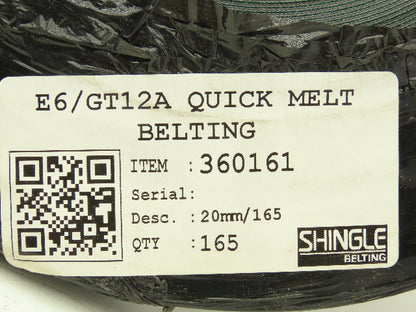 E6/GT12A QUICK MELT
BELTING
ITEM :360161
Serial:
Desc. :20mm/165
QTY :165
SHINGLE
BELTING